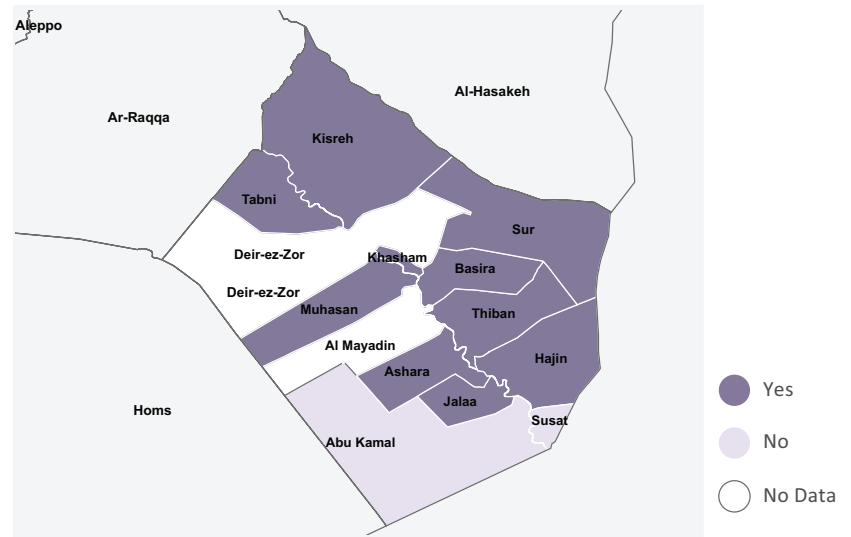 Aleppo
Al-Hasakeh
Ar-Raqqa
Kisreh
Tabni
Sur
Deir-ez-Zor
Khasham
Basira
Deir-ez-Zor
Muhasan
Thiban
Al Mayadin
Hajin
Ashara
Jalaa
Homs
Susat
Abu Kamal
Yes
No
No Data